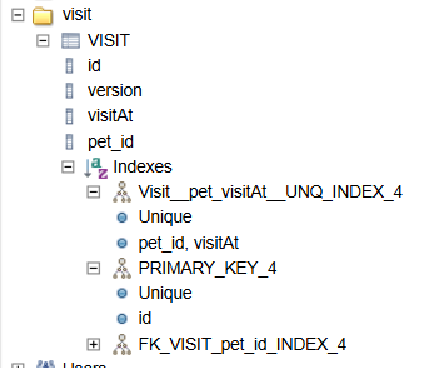 visit
VISIT
id
version
visitAt
pet_id
Indexes
Visit__pet_visitAt__UNQ_INDEX_4
Unique
pet_id, visitAt
PRIMARY_KEY_4
Unique
id
FK_VISIT_pet_id_INDEX_4
Users